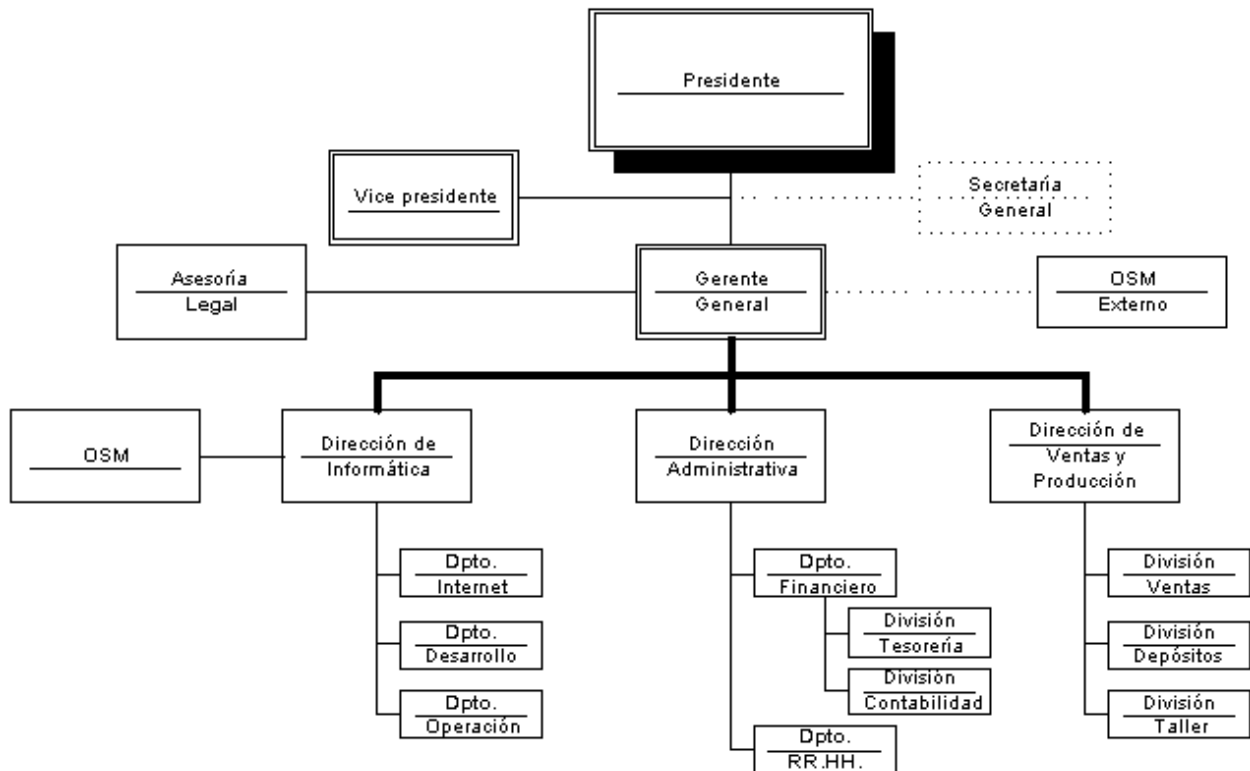 Presidente
Vice presidente
Secretaría
General
Asesoría
Legal
Gerente
General
OSM
Externo
OSM
Dirección de
Informática
Dirección
Administrativa
Dirección de
Ventas y
Producción
Dpto.
Internet
Dpto.
Desarrollo
Dpto.
Operación
Dpto.
Financiero
División
Tesorería
División
Contabilidad
Dpto.
RR.HH.
División
Ventas
División
Depósitos
División
Taller